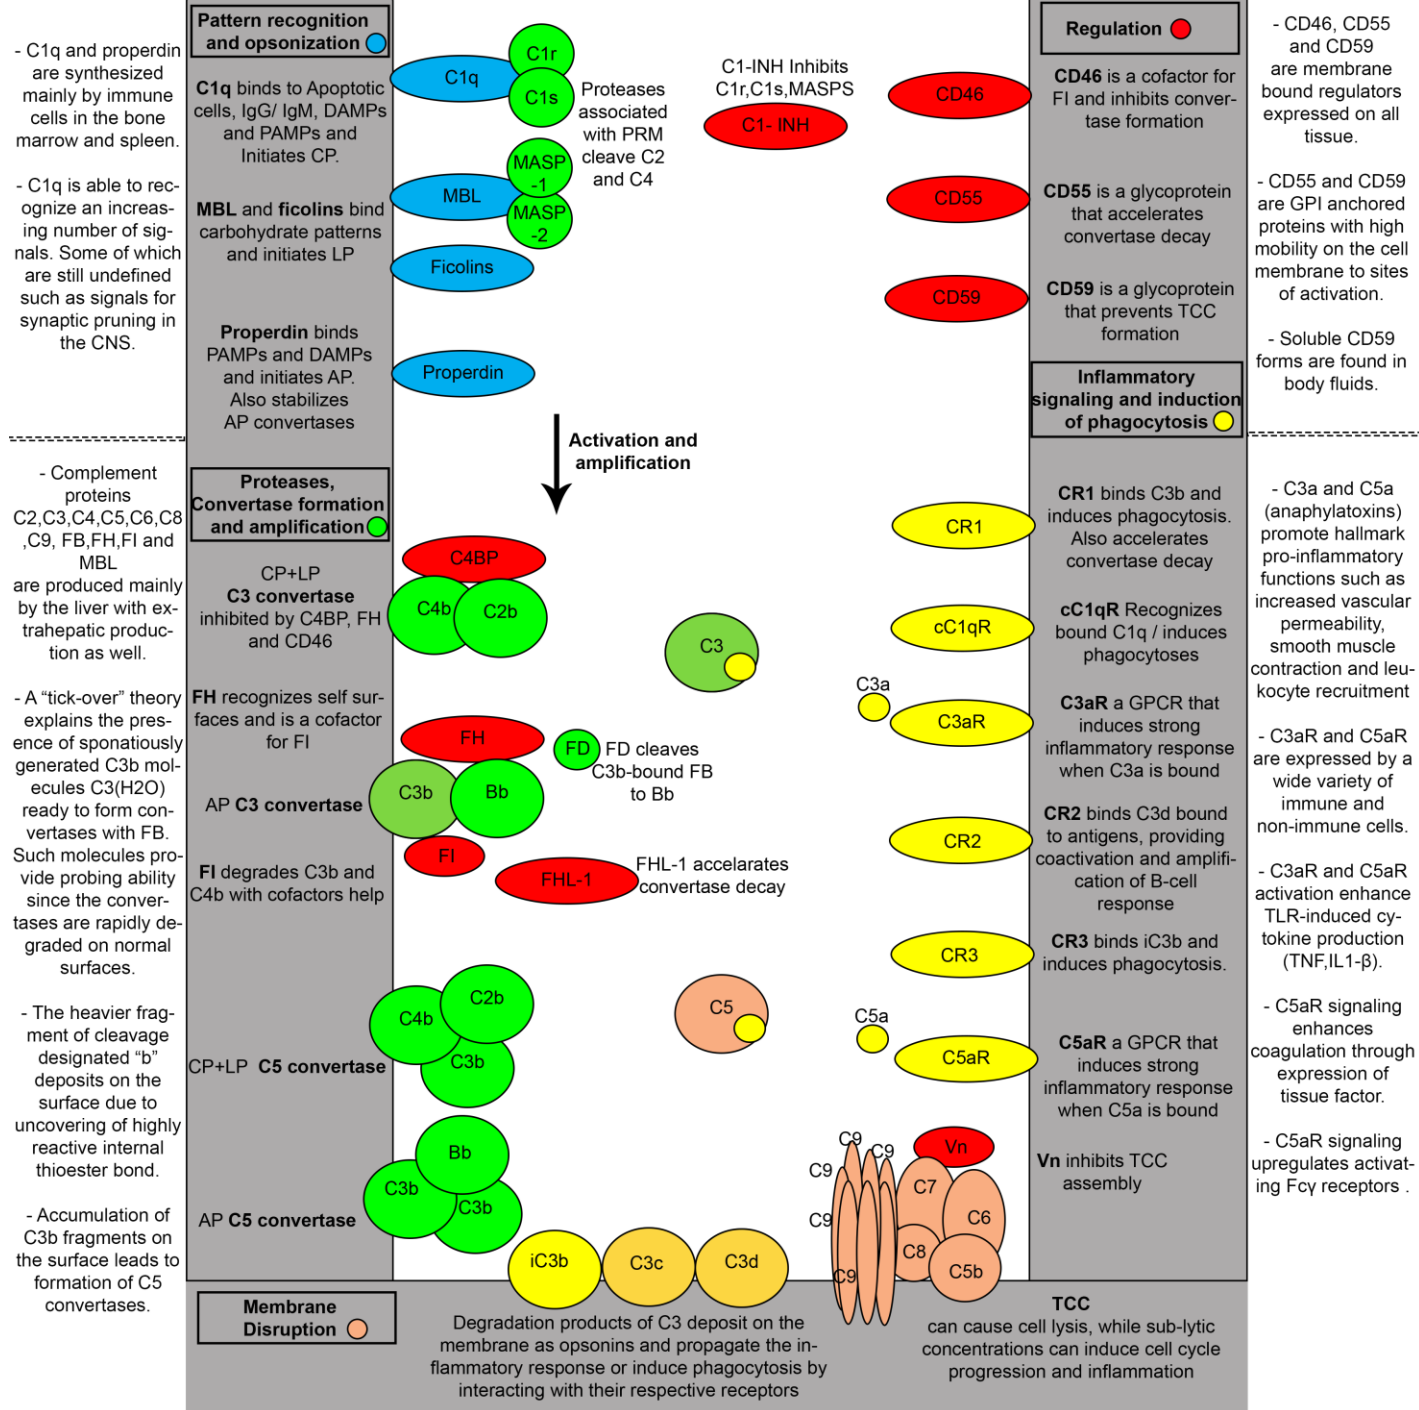 - C1q and properdin
are synthesized
mainly by immune
cells in the bone
marrow and spleen.
- C1q is able to rec-
ognize an increas-
ing number of sig-
nals. Some of which
are still undefined
such as signals for
synaptic pruning in
the CNS.
- Complement
proteins
C2,C3,C4,C5,C6,C8
,C9, FB,FH,FI and
MBL
are produced mainly
by the liver with ex-
trahepatic produc-
tion as well.
- A “tick-over” theory
explains the pres-
ence of sponatiously
generated C3b mol-
ecules C3(H2O)
ready to form con-
vertases with FB.
Such molecules pro-
vide probing ability
since the conver-
tases are rapidly de-
graded on normal
surfaces.
- The heavier frag-
ment of cleavage
designated “b”
deposits on the
surface due to
uncovering of highly
reactive internal
thioester bond.
- Accumulation of
C3b fragments on
the surface leads to
formation of C5
convertases.
Pattern recognition
and opsonization
C1q binds to Apoptotic
cells, IgG/ IgM, DAMPs
and PAMPs and
Initiates CP.
MBL and ficolins bind
carbohydrate patterns
and initiates LP
Properdin binds
PAMPs and DAMPs
and initiates AP.
Also stabilizes
AP convertases
Proteases,
Convertase formation
and amplification
CP+LP
C3 convertase
inhibited by C4BP, FH
and CD46
FH recognizes self sur-
faces and is a cofactor
for FI
AP C3 convertase
FI degrades C3b and
C4b with cofactors help
CP+LP C5 convertase
AP C5 convertase
C1q
C1r
C1s
Proteases
associated
with PRM
cleave C2
and C4
MBL
MASP
-1
MASP
-2
Ficolins
Properdin
C1-INH Inhibits
C1r,C1s,MASPS
C1- INH
Activation and
amplification
C4BP
C4b
C2b
C3
FH
FD
FD cleaves
C3b-bound FB
to Bb
C3b
Bb
FI
FHL-1
FHL-1 accelarates
convertase decay
C4b
C2b
C3b
C5
Bb
C3b
C3b
iC3b
C3c
C3d
CD46
CD55
CD59
CR1
cC1qR
C3a
C3aR
CR2
CR3
C5a
C5aR
C9
C9
C9
C9
C9
Vn
C7
C6
C8
C5b
Regulation
CD46 is a cofactor for
FI and inhibits conver-
tase formation
CD55 is a glycoprotein
that accelerates
convertase decay
CD59 is a glycoprotein
that prevents TCC
formation
Inflammatory
signaling and induction
of phagocytosis
CR1 binds C3b and
induces phagocytosis.
Also accelerates
convertase decay
cC1qR Recognizes
bound C1q / induces
phagocytoses
C3aR a GPCR that
induces strong
inflammatory response
when C3a is bound
CR2 binds C3d bound
to antigens, providing
coactivation and amplifi-
cation of B-cell
response
CR3 binds iC3b and
induces phagocytosis.
C5aR a GPCR that
induces strong
inflammatory response
when C5a is bound
Vn inhibits TCC
assembly
- CD46, CD55
and CD59
are membrane
bound regulators
expressed on all
tissue.
- CD55 and CD59
are GPI anchored
proteins with high
mobility on the cell
membrane to sites
of activation.
- Soluble CD59
forms are found in
body fluids.
- C3a and C5a
(anaphylatoxins)
promote hallmark
pro-inflammatory
functions such as
increased vascular
permeability,
smooth muscle
contraction and leu-
kocyte recruitment
- C3aR and C5aR
are expressed by a
wide variety of
immune and
non-immune cells.
- C3aR and C5aR
activation enhance
TLR-induced cy-
tokine production
(TNF,IL1-β).
- C5aR signaling
enhances
coagulation through
expression of
tissue factor.
- C5aR signaling
upregulates activat-
ing Fcγ receptors .
Membrane
Disruption
Degradation products of C3 deposit on the
membrane as opsonins and propagate the in-
flammatory response or induce phagocytosis by
interacting with their respective receptors
TCC
can cause cell lysis, while sub-lytic
concentrations can induce cell cycle
progression and inflammation